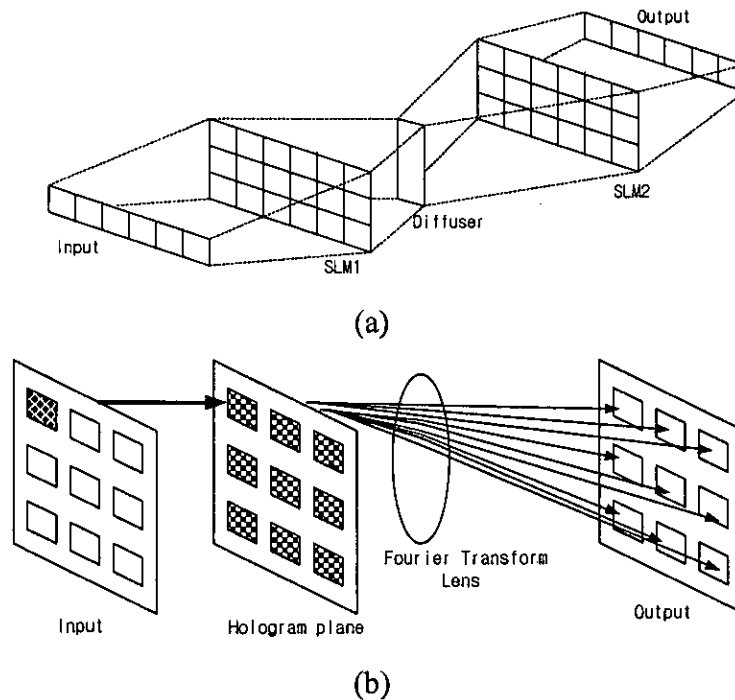 Output
Input
SLM1
Diffuser
SLM2
(a)
Input
Hologram plane
Fourier Transform
Lens
Output
(b)